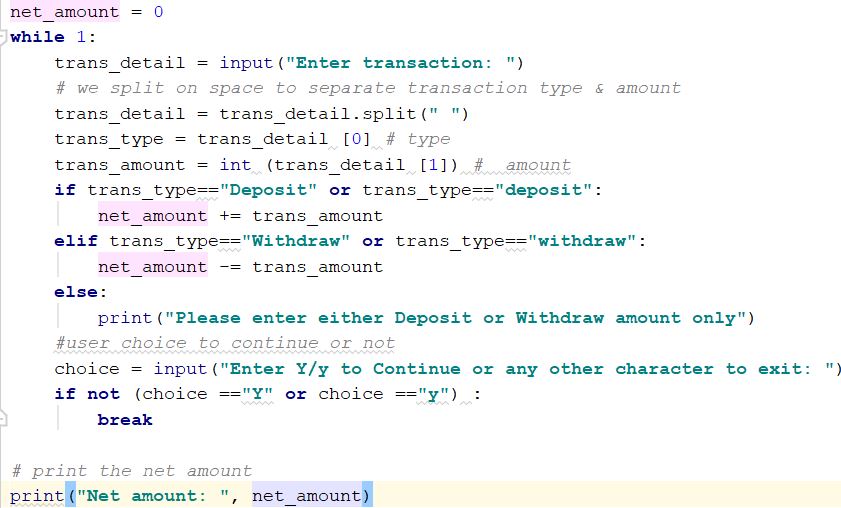 net_amount = 0
while 1:
    trans_detail = input("Enter transaction: ")
    # we split on space to separate transaction type & amount
    trans_detail = trans_detail.split(" ")
    trans_type = trans_detail [0] # type
    trans_amount = int (trans_detail [1]) #  amount
    if trans_type=="Deposit" or trans_type=="deposit":
        net_amount += trans_amount
    elif trans_type=="Withdraw" or trans_type=="withdraw":
        net_amount -= trans_amount
    else:
        print("Please enter either Deposit or Withdraw amount only")
    #user choice to continue or not
    choice = input("Enter Y/y to Continue or any other character to exit: ")
    if not (choice =="Y" or choice =="y") :
        break
# print the net amount
print("Net amount: ", net_amount)